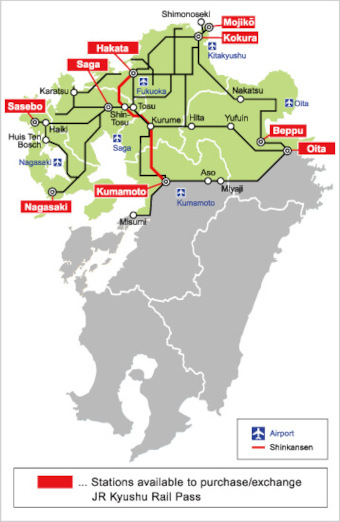 Shimonoseki
Mojikō
Kokura
Hakata
Kitakyushu
Saga
Karatsu
Fukuoka
Nakatsu
Oita
Sasebo
Shin-
Tosu
Tosu
Kurume
Hita
Yufuin
Haiki
Huis Ten
Bosch
Nagasaki
Saga
Beppu
Oita
Kumamoto
Aso
Miyaji
Nagasaki
Kumamoto
Misumi
Airport
Shinkansen
... Stations available to purchase/exchange
JR Kyushu Rail Pass